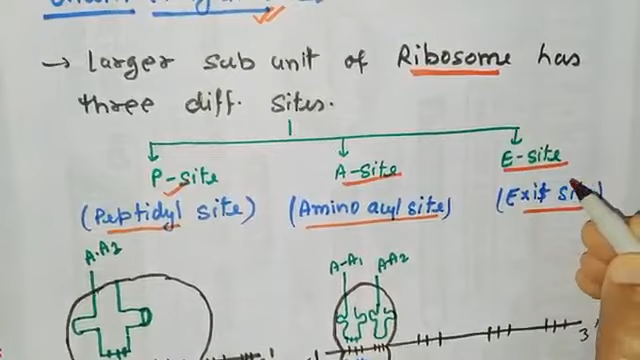 → Larger sub unit of Ribosome has
three diff. sites.
P-site A-site E-site
(Peptidyl site) (Amino acyl site) (Exit
A-A2
A-A1 A-A2
3'